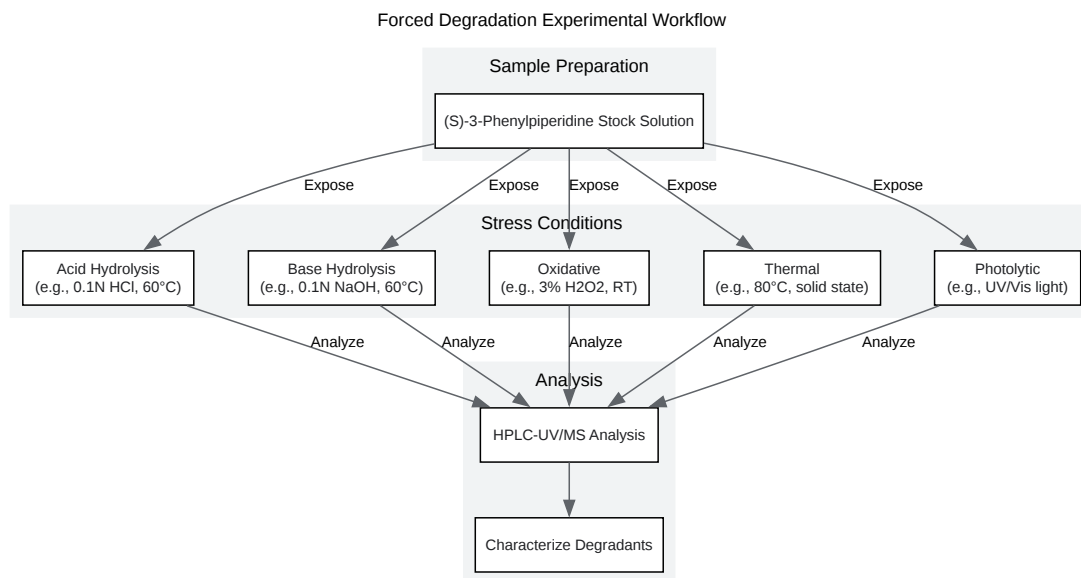 Forced Degradation Experimental Workflow
Sample Preparation
(S)-3-Phenylpiperidine Stock Solution
Expose
Expose
Expose
Expose
Expose
Stress Conditions
Acid Hydrolysis
(e.g., 0.1N HCl, 60°C)
Base Hydrolysis
(e.g., 0.1N NaOH, 60°C)
Oxidative
(e.g., 3% H2O2, RT)
Thermal
(e.g., 80°C, solid state)
Photolytic
(e.g., UV/Vis light)
Analyze
Analyze
Analyze
Analyze
Analyze
Analysis
HPLC-UV/MS Analysis
Characterize Degradants